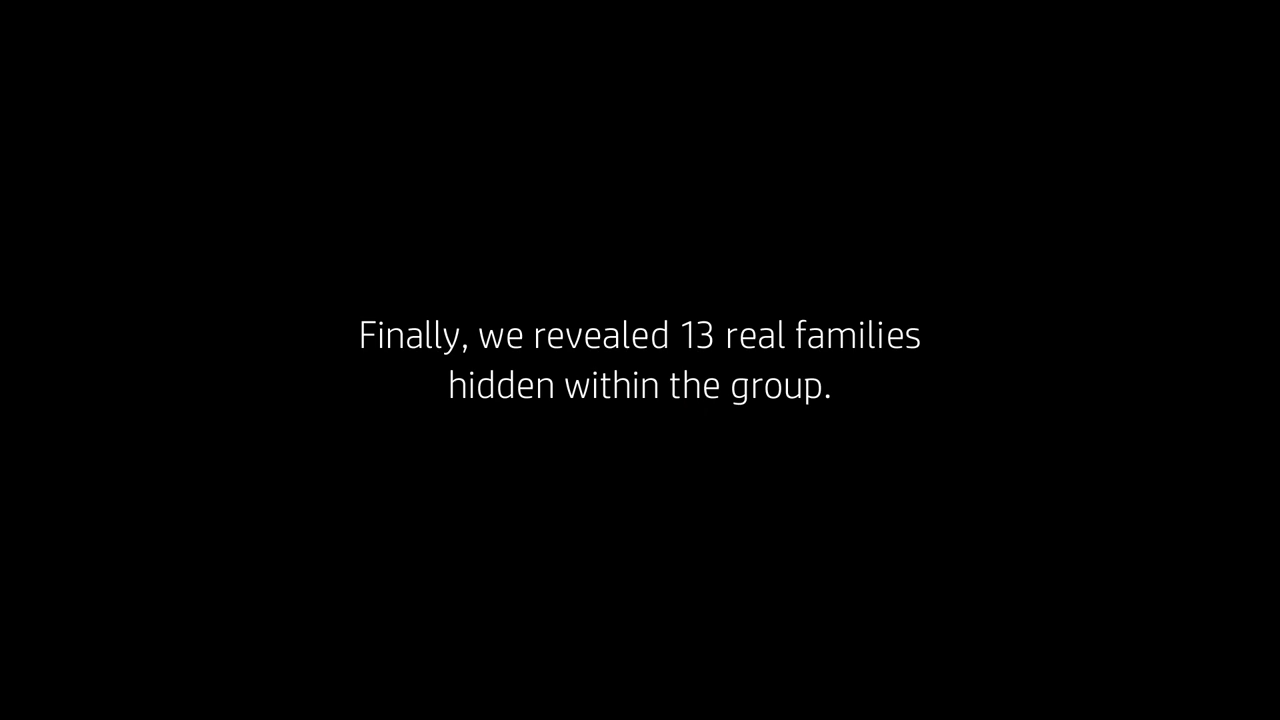 Finally, we revealed 13 real families
hidden within the group.